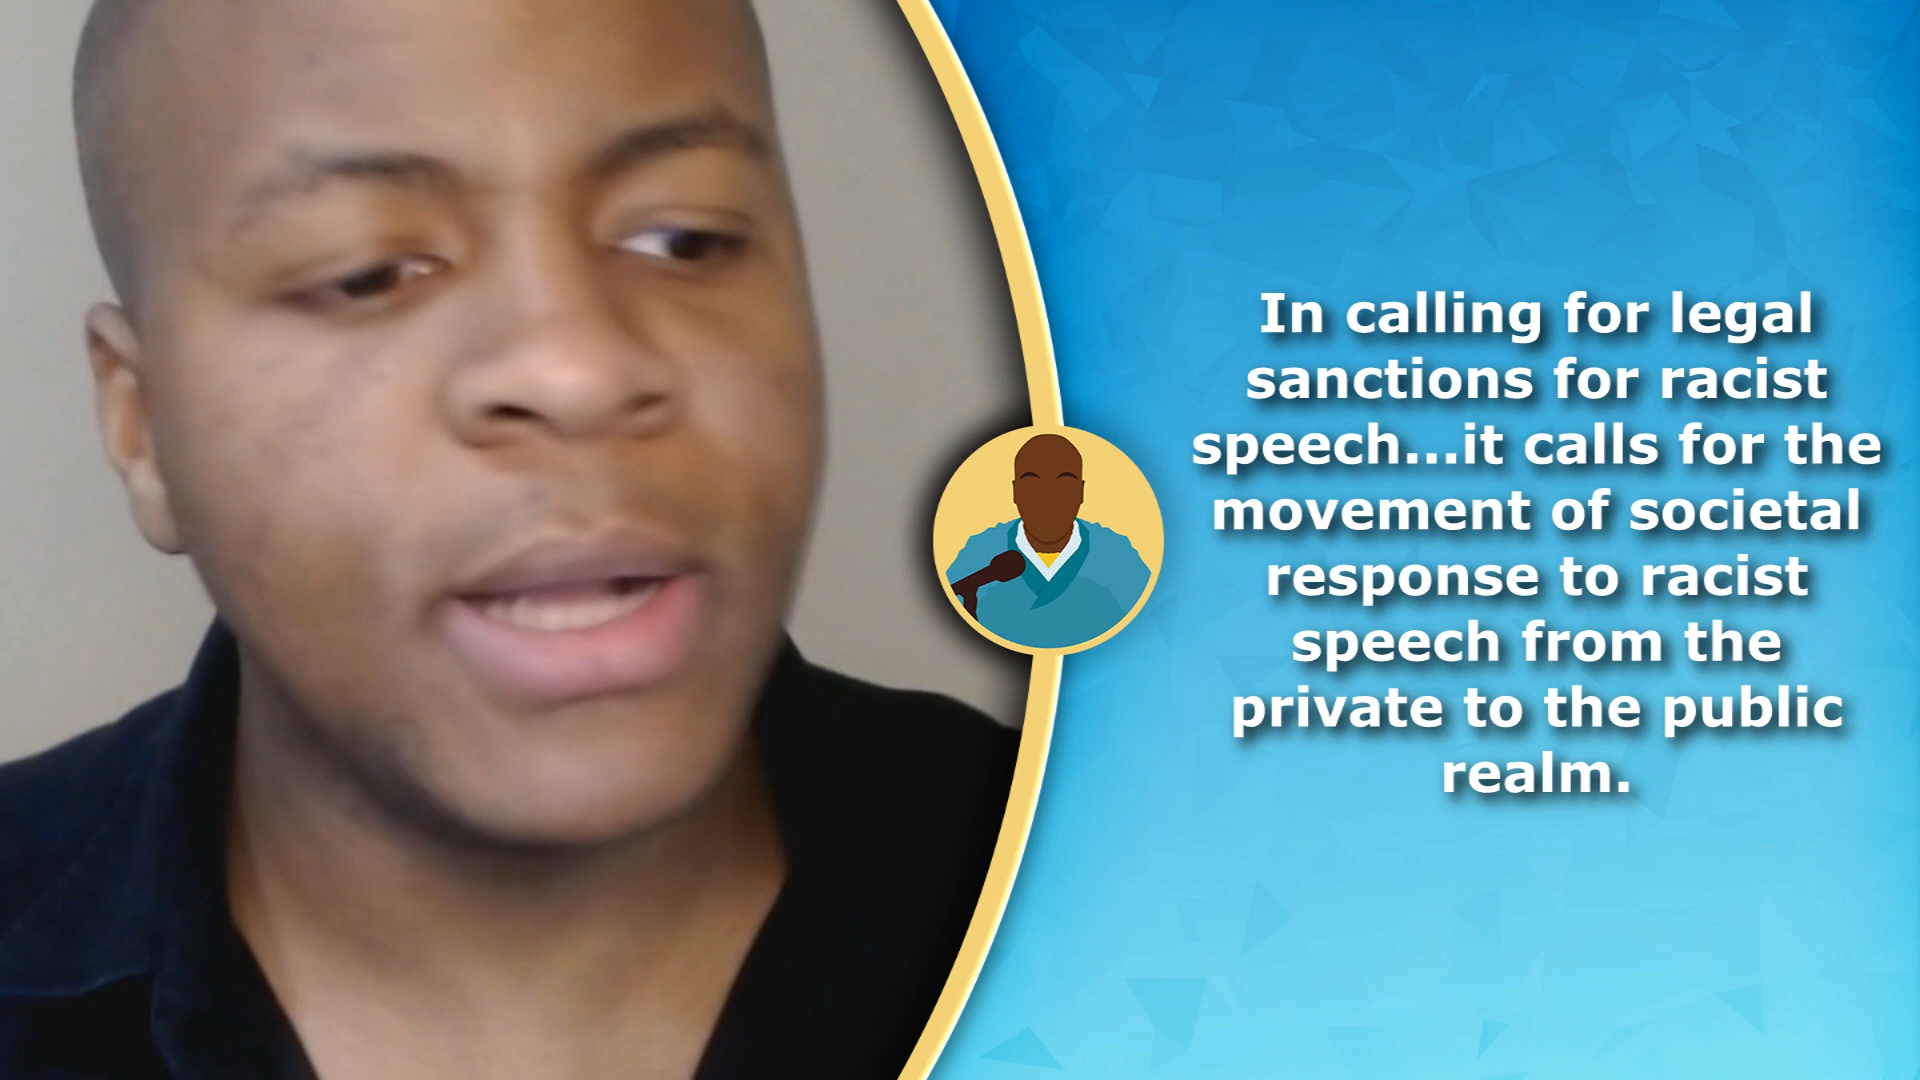 In calling for legal
sanctions for racist
speech...it calls for the
movement of societal
response to racist
speech from the
private to the public
realm.